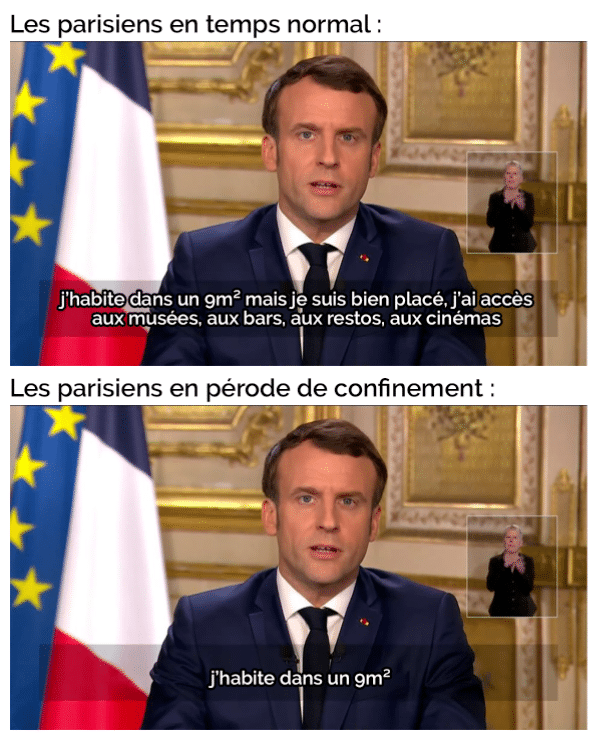 Les parisiens en temps normal :
j'habite dans un 9m² mais je suis bien placé, j'ai accès
aux musées, aux bars, aux restos, aux cinémas
Les parisiens en pérode de confinement :
j'habite dans un 9m²